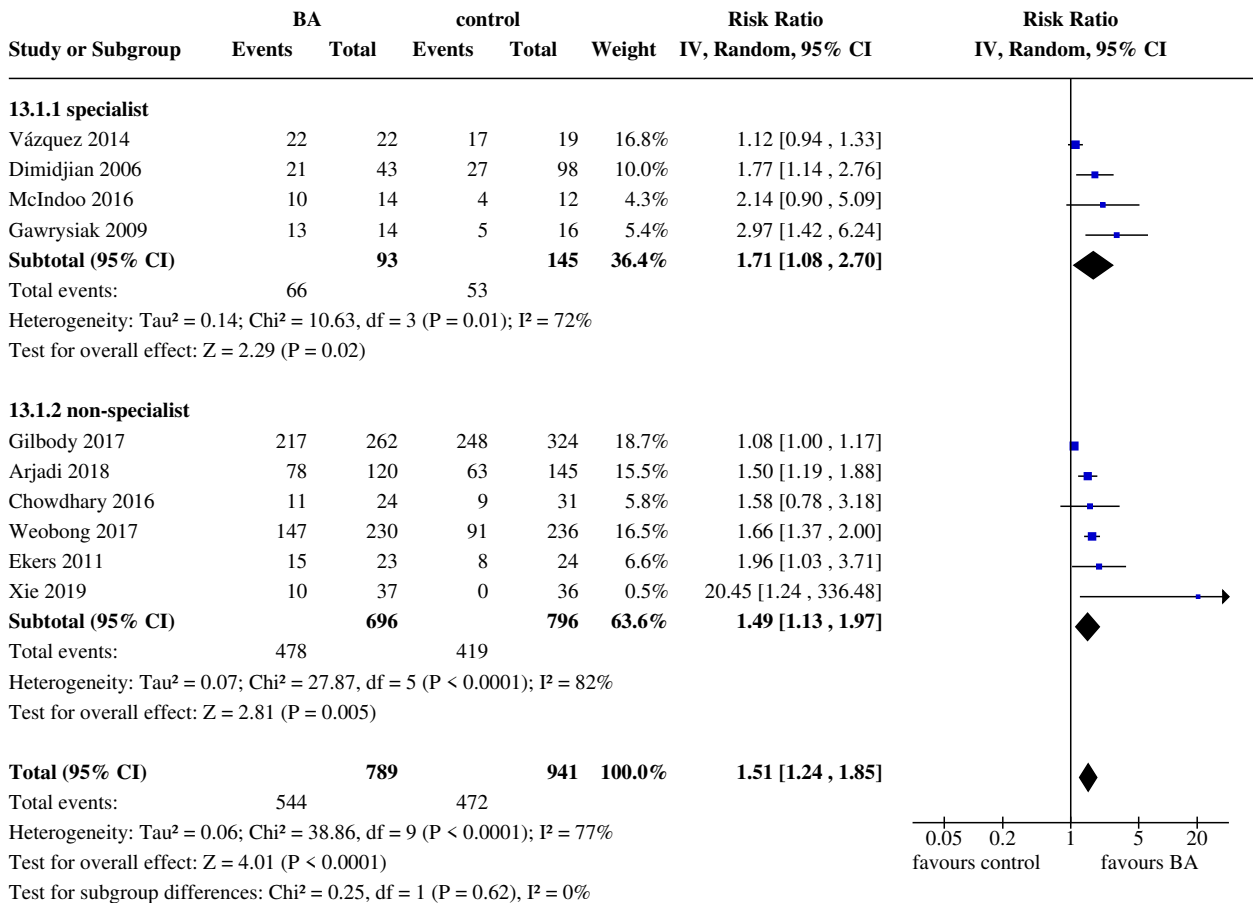 BA control Risk Ratio Risk Ratio
Study or Subgroup Events Total Events Total Weight IV, Random, 95% CI IV, Random, 95% CI
13.1.1 specialist
Vázquez 2014 22 22 17 19 16.8% 1.12 [0.94 , 1.33]
Dimidjian 2006 21 43 27 98 10.0% 1.77 [1.14 , 2.76]
McIndoo 2016 10 14 4 12 4.3% 2.14 [0.90 , 5.09]
Gawrysiak 2009 13 14 5 16 5.4% 2.97 [1.42 , 6.24]
Subtotal (95% CI) 93 145 36.4% 1.71 [1.08 , 2.70]
Total events: 66 53
Heterogeneity: Tau² = 0.14; Chi² = 10.63, df = 3 (P = 0.01); I² = 72%
Test for overall effect: Z = 2.29 (P = 0.02)
13.1.2 non-specialist
Gilbody 2017 217 262 248 324 18.7% 1.08 [1.00 , 1.17]
Arjadi 2018 78 120 63 145 15.5% 1.50 [1.19 , 1.88]
Chowdhary 2016 11 24 9 31 5.8% 1.58 [0.78 , 3.18]
Weobong 2017 147 230 91 236 16.5% 1.66 [1.37 , 2.00]
Ekers 2011 15 23 8 24 6.6% 1.96 [1.03 , 3.71]
Xie 2019 10 37 0 36 0.5% 20.45 [1.24 , 336.48]
Subtotal (95% CI) 696 796 63.6% 1.49 [1.13 , 1.97]
Total events: 478 419
Heterogeneity: Tau² = 0.07; Chi² = 27.87, df = 5 (P < 0.0001); I² = 82%
Test for overall effect: Z = 2.81 (P = 0.005)
Total (95% CI) 789 941 100.0% 1.51 [1.24 , 1.85]
Total events: 544 472
Heterogeneity: Tau² = 0.06; Chi² = 38.86, df = 9 (P < 0.0001); I² = 77%
Test for overall effect: Z = 4.01 (P < 0.0001)
Test for subgroup differences: Chi² = 0.25, df = 1 (P = 0.62), I² = 0%
0.05 0.2 1 5 20
favours control favours BA